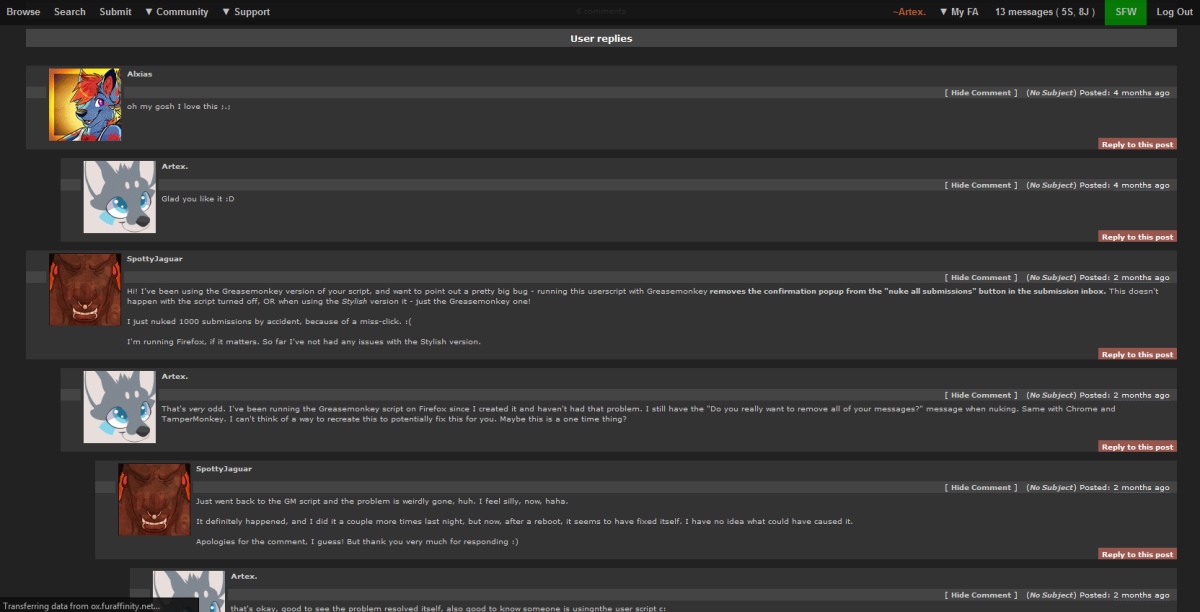 Browse Search Submit ▼ Community ▼ Support 6 comments ~Artex. ▼ My FA 13 messages ( 5S, 8J ) SFW Log Out
User replies
Alxias
[ Hide Comment ] (No Subject) Posted: 4 months ago
oh my gosh I love this ;.;
Reply to this post
Artex.
[ Hide Comment ] (No Subject) Posted: 4 months ago
Glad you like it :D
Reply to this post
SpottyJaguar
[ Hide Comment ] (No Subject) Posted: 2 months ago
Hi! I've been using the Greasemonkey version of your script, and want to point out a pretty big bug - running this userscript with Greasemonkey removes the confirmation popup from the "nuke all submissions" button in the submission inbox. This doesn't
happen with the script turned off, OR when using the Stylish version it - just the Greasemonkey one!
I just nuked 1000 submissions by accident, because of a miss-click. :(
I'm running Firefox, if it matters. So far I've not had any issues with the Stylish version.
Reply to this post
Artex.
[ Hide Comment ] (No Subject) Posted: 2 months ago
That's very odd. I've been running the Greasemonkey script on Firefox since I created it and haven't had that problem. I still have the "Do you really want to remove all of your messages?" message when nuking. Same with Chrome and
TamperMonkey. I can't think of a way to recreate this to potentially fix this for you. Maybe this is a one time thing?
Reply to this post
SpottyJaguar
[ Hide Comment ] (No Subject) Posted: 2 months ago
Just went back to the GM script and the problem is weirdly gone, huh. I feel silly, now, haha.
It definitely happened, and I did it a couple more times last night, but now, after a reboot, it seems to have fixed itself. I have no idea what could have caused it.
Apologies for the comment, I guess! But thank you very much for responding :)
Reply to this post
Artex.
[ Hide Comment ] (No Subject) Posted: 2 months ago
that's okay, good to see the problem resolved itself, also good to know someone is usingnthe user script c:
Transferring data from ox.furaffinity.net...